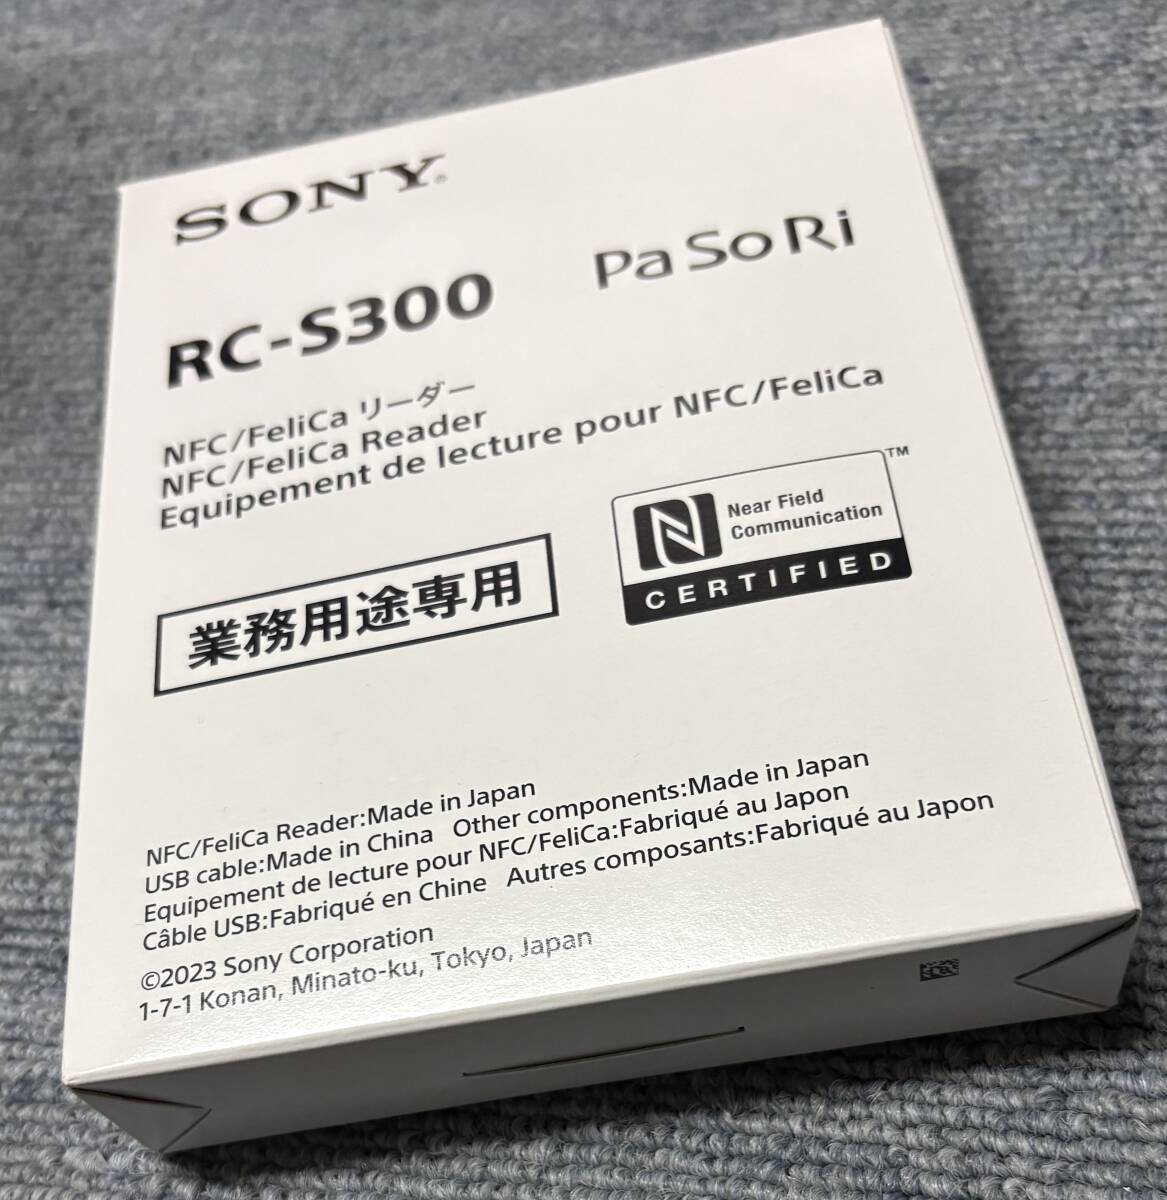 SONY®
PaSoRi
RC-S300
NFC/FeliCa リーダー
NFC/FeliCa Reader
Equipement de lecture pour NFC/FeliCa
業務用途専用
Near Field
Communication
TM
CERTIFIED
NFC/FeliCa Reader:Made in Japan
USB cable:Made in China Other components:Made in Japan
Equipement de lecture pour NFC/FeliCa:Fabriqué au Japon
Câble USB:Fabriqué en Chine Autres composants:Fabriqué au Japon
©2023 Sony Corporation
1-7-1 Konan, Minato-ku, Tokyo, Japan